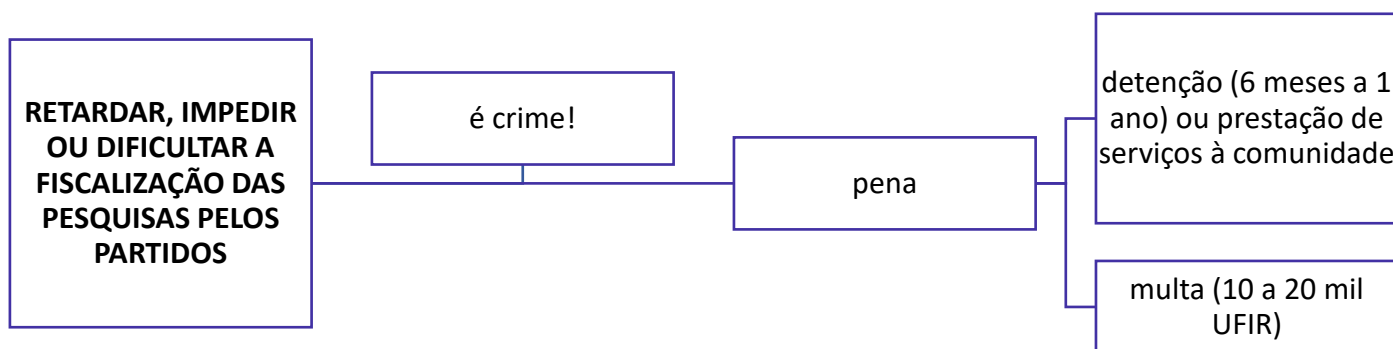 RETARDAR, IMPEDIR
OU DIFICULTAR A
FISCALIZAÇÃO DAS
PESQUISAS PELOS
PARTIDOS
é crime!
pena
detenção (6 meses a 1
ano) ou prestação de
serviços à comunidade
multa (10 a 20 mil
UFIR)